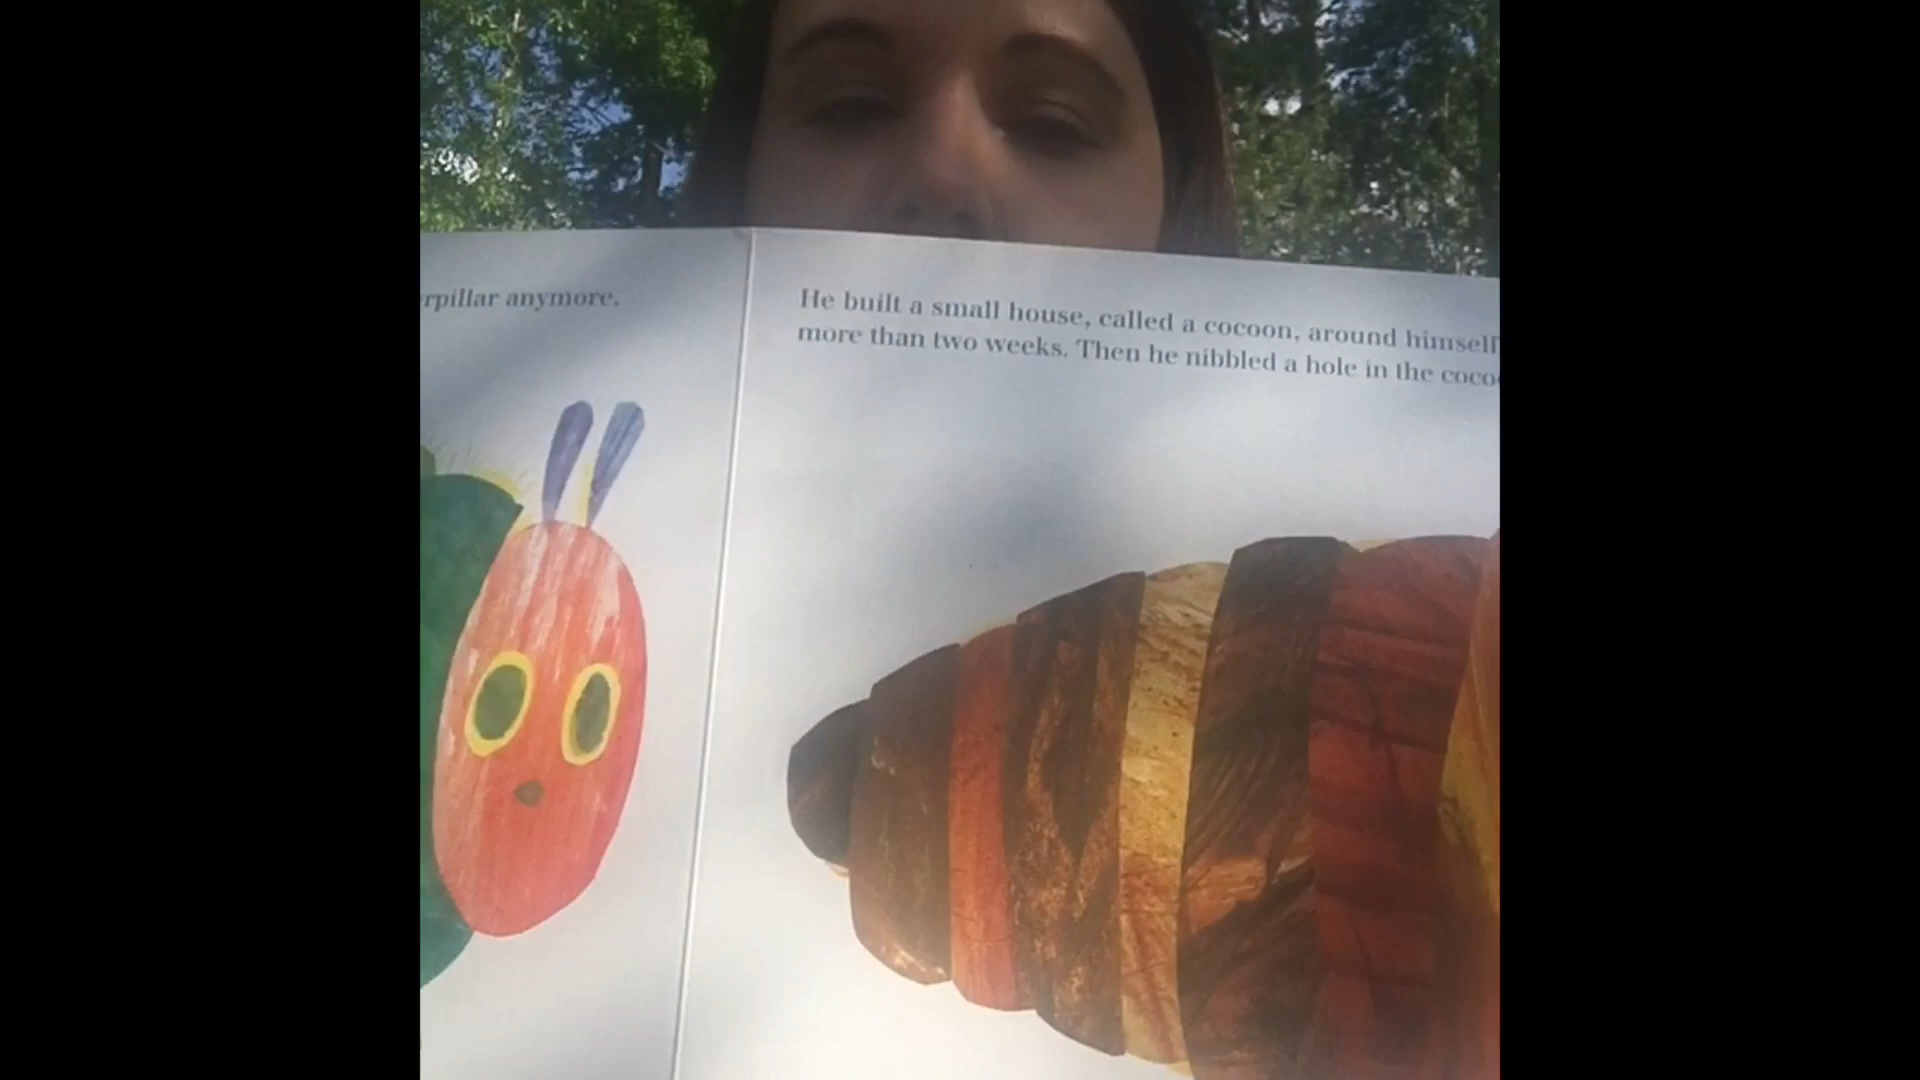 rpillar anymore.
He built a small house, called a cocoon, around himself
more than two weeks. Then he nibbled a hole in the coco